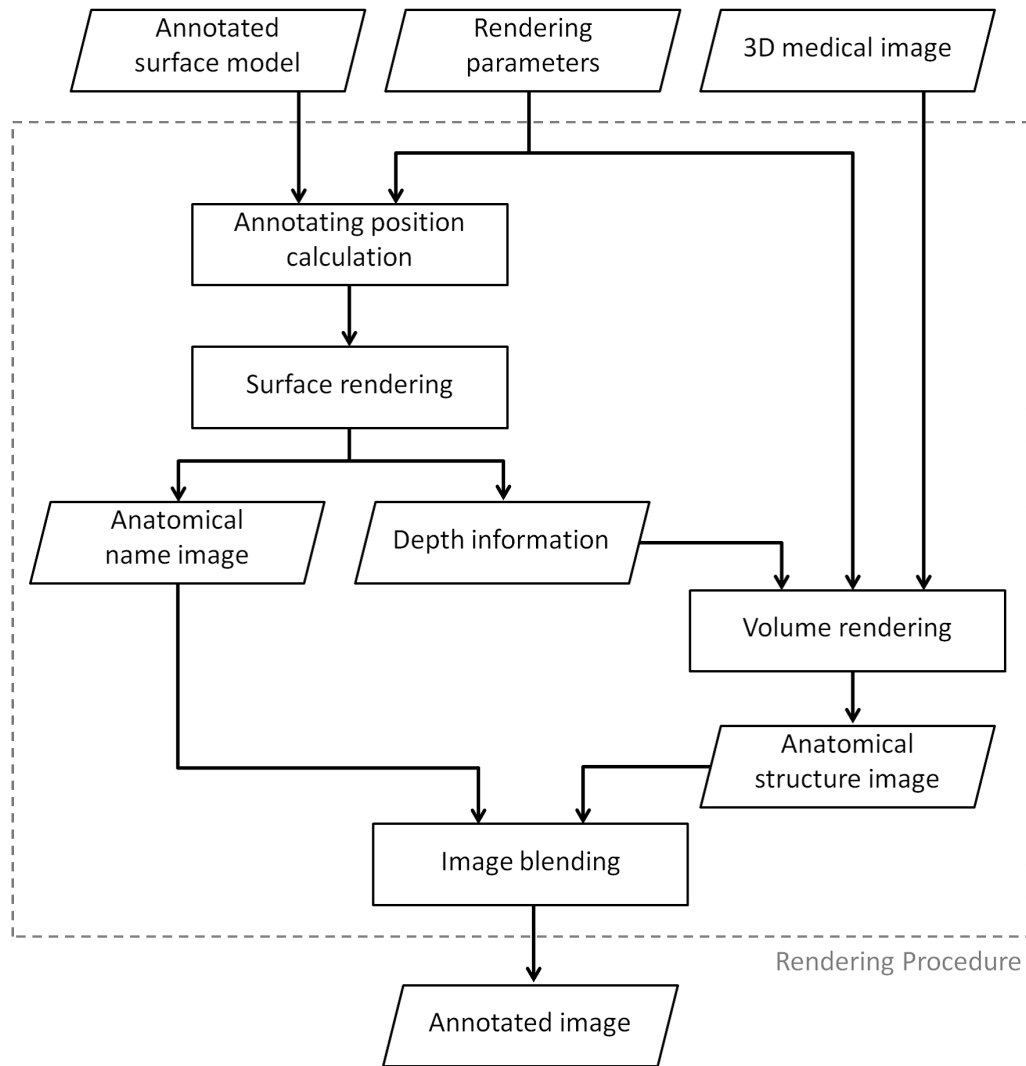 Annotated
surface model
Rendering
parameters
3D medical image
Annotating position
calculation
Surface rendering
Anatomical
name image
Depth information
Volume rendering
Anatomical
structure image
Image blending
Rendering Procedure
Annotated image